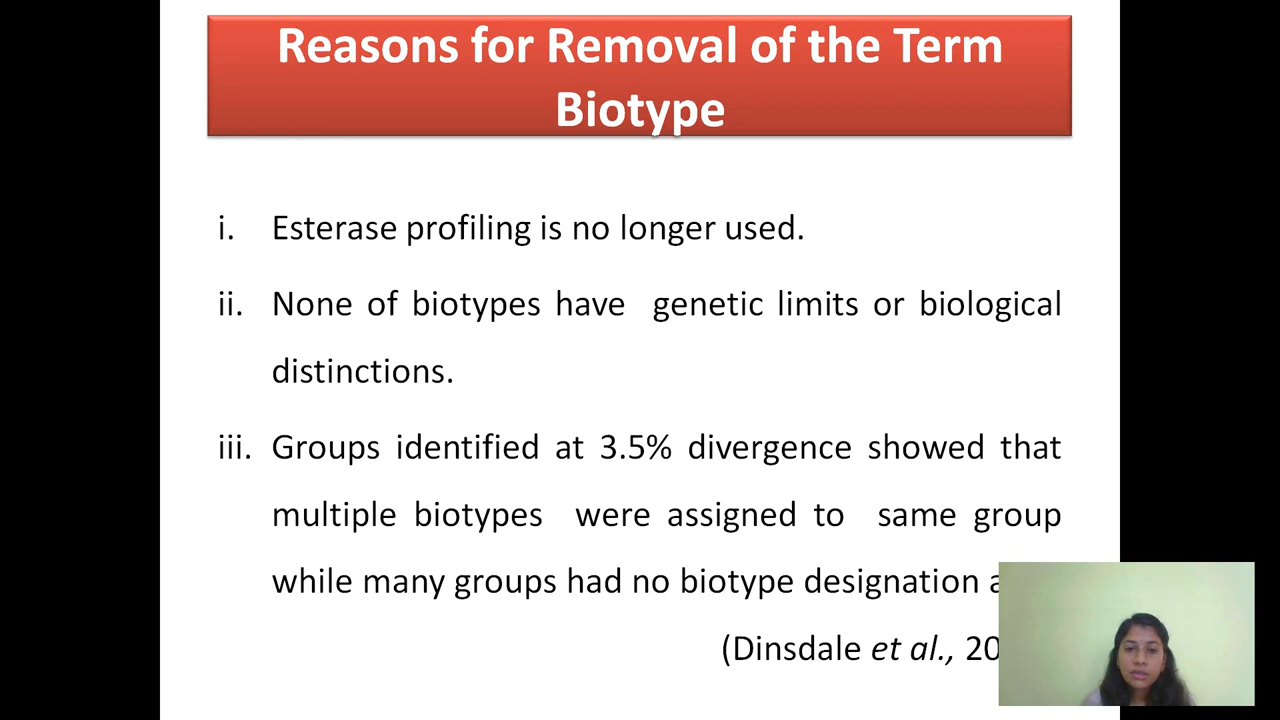 Reasons for Removal of the Term
Biotype
i. Esterase profiling is no longer used.
ii. None of biotypes have genetic limits or biological
distinctions.
iii. Groups identified at 3.5% divergence showed that
multiple biotypes were assigned to same group
while many groups had no biotype designation
(Dinsdale et al.,